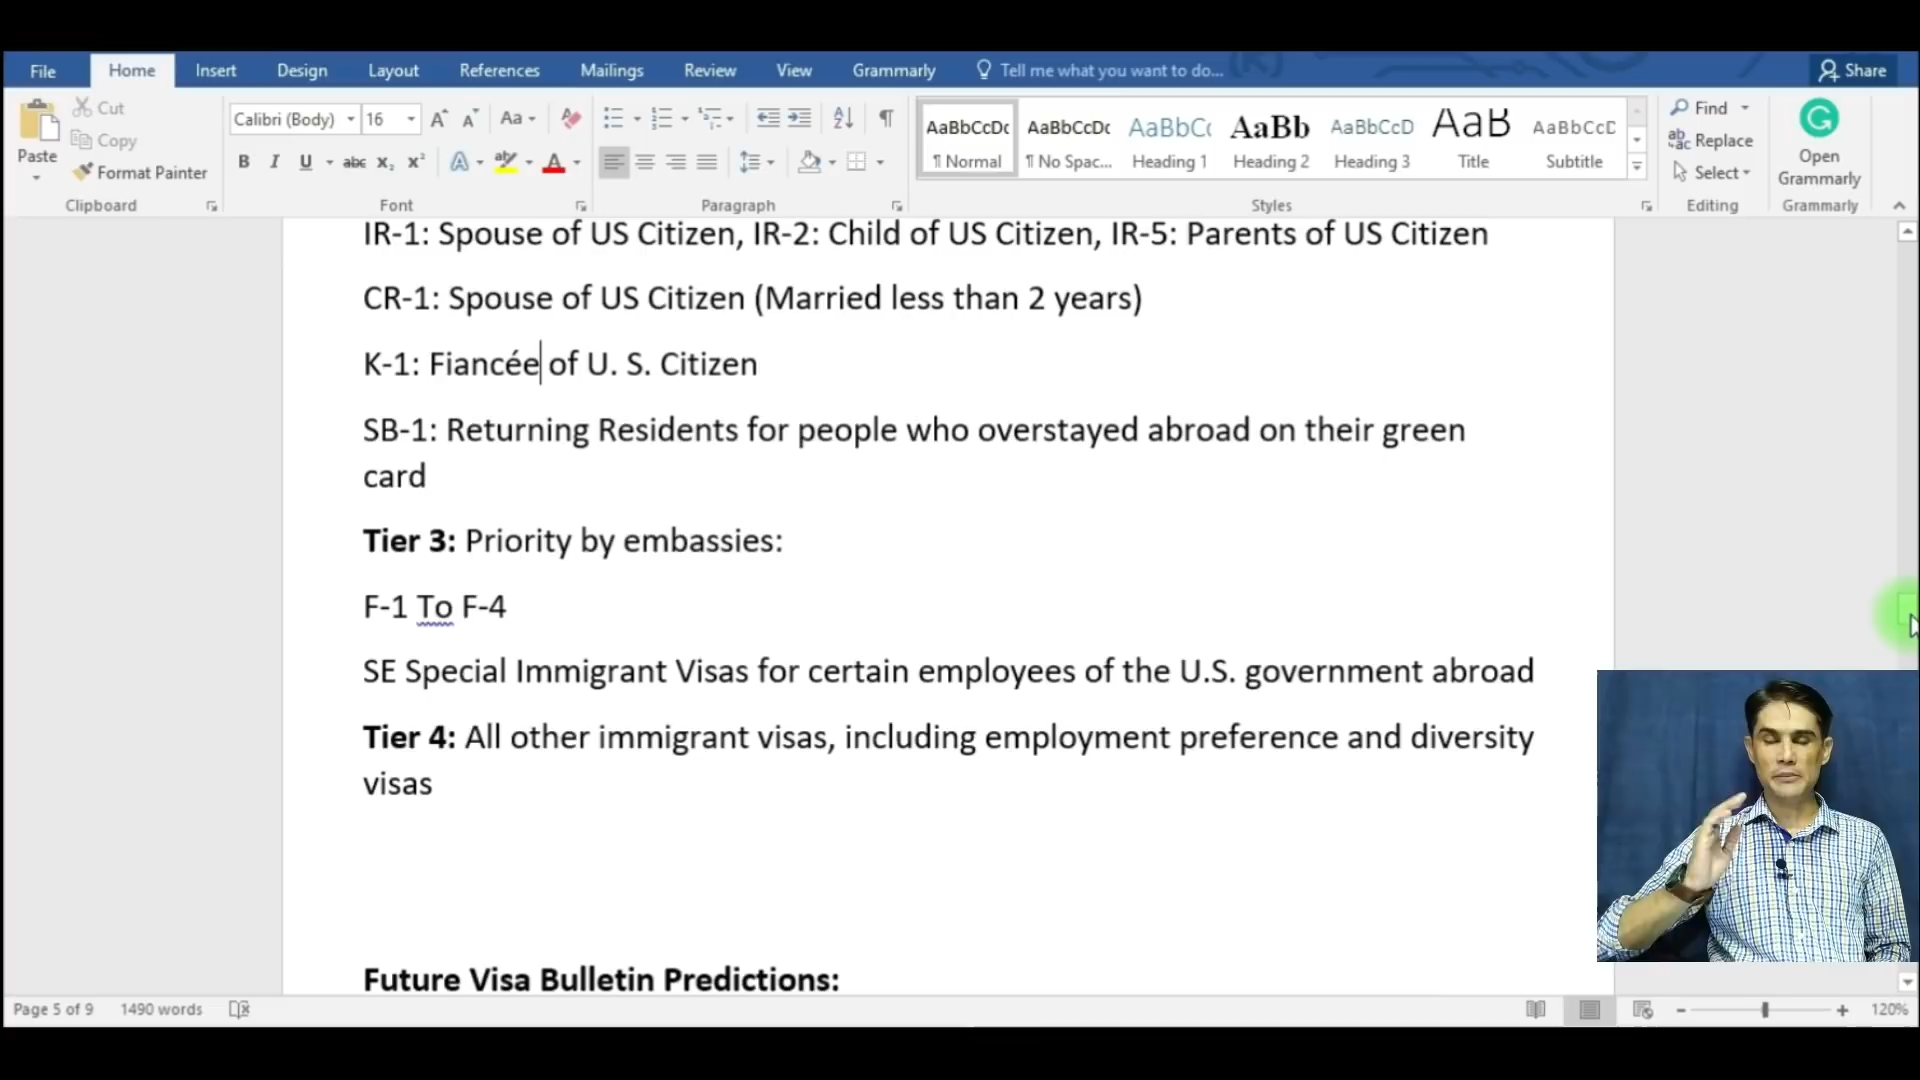 File Home Insert Design Layout References Mailings Review View Grammarly Tell me what you want to do... Share
Cut
Copy
Paste
Format Painter
Clipboard
Calibri (Body) 16 A A Aa
B I U abc X₂ X² A aby A
Font
Paragraph
AaBbCcDc AaBbCcDc AaBbC AaBb AaBbCcD AaB AaBbCcD
¶ Normal ¶ No Spac... Heading 1 Heading 2 Heading 3 Title Subtitle
Styles
Find
Replace
Select
Editing
Open
Grammarly
Grammarly
IR-1: Spouse of US Citizen, IR-2: Child of US Citizen, IR-5: Parents of US Citizen
CR-1: Spouse of US Citizen (Married less than 2 years)
K-1: Fiancée of U. S. Citizen
SB-1: Returning Residents for people who overstayed abroad on their green
card
Tier 3: Priority by embassies:
F-1 To F-4
SE Special Immigrant Visas for certain employees of the U.S. government abroad
Tier 4: All other immigrant visas, including employment preference and diversity
visas
Future Visa Bulletin Predictions:
Page 5 of 9 1490 words 120%